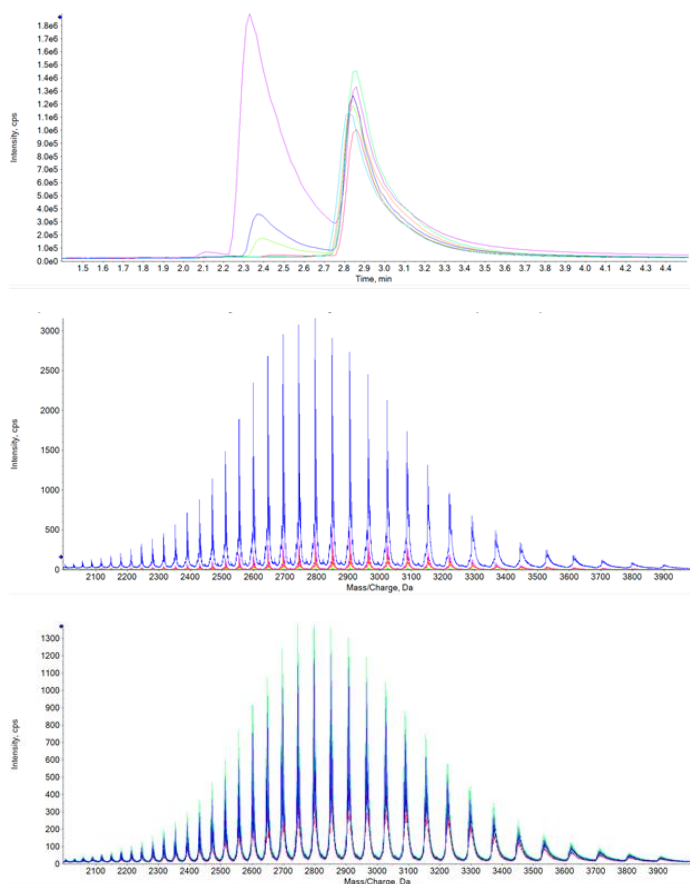 1.8e6
1.7e6
1.6e6
1.5e6
1.4e6
1.3e6
1.2e6
1.1e6
1.0e6
9.0e5
8.0e5
7.0e5
6.0e5
5.0e5
4.0e5
3.0e5
2.0e5
1.0e5
0.0e0
Intensity, cps
1.5 1.6 1.7 1.8 1.9 2.0 2.1 2.2 2.3 2.4 2.5 2.6 2.7 2.8 2.9 3.0 3.1 3.2 3.3 3.4 3.5 3.6 3.7 3.8 3.9 4.0 4.1 4.2 4.3 4.4
Time, min
3000
2500
2000
1500
1000
500
0
Intensity, cps
2100 2200 2300 2400 2500 2600 2700 2800 2900 3000 3100 3200 3300 3400 3500 3600 3700 3800 3900
Mass/Charge, Da
1300
1200
1100
1000
900
800
700
600
500
400
300
200
100
0
Intensity, cps
2100 2200 2300 2400 2500 2600 2700 2800 2900 3000 3100 3200 3300 3400 3500 3600 3700 3800 3900
Mass/Charge, Da